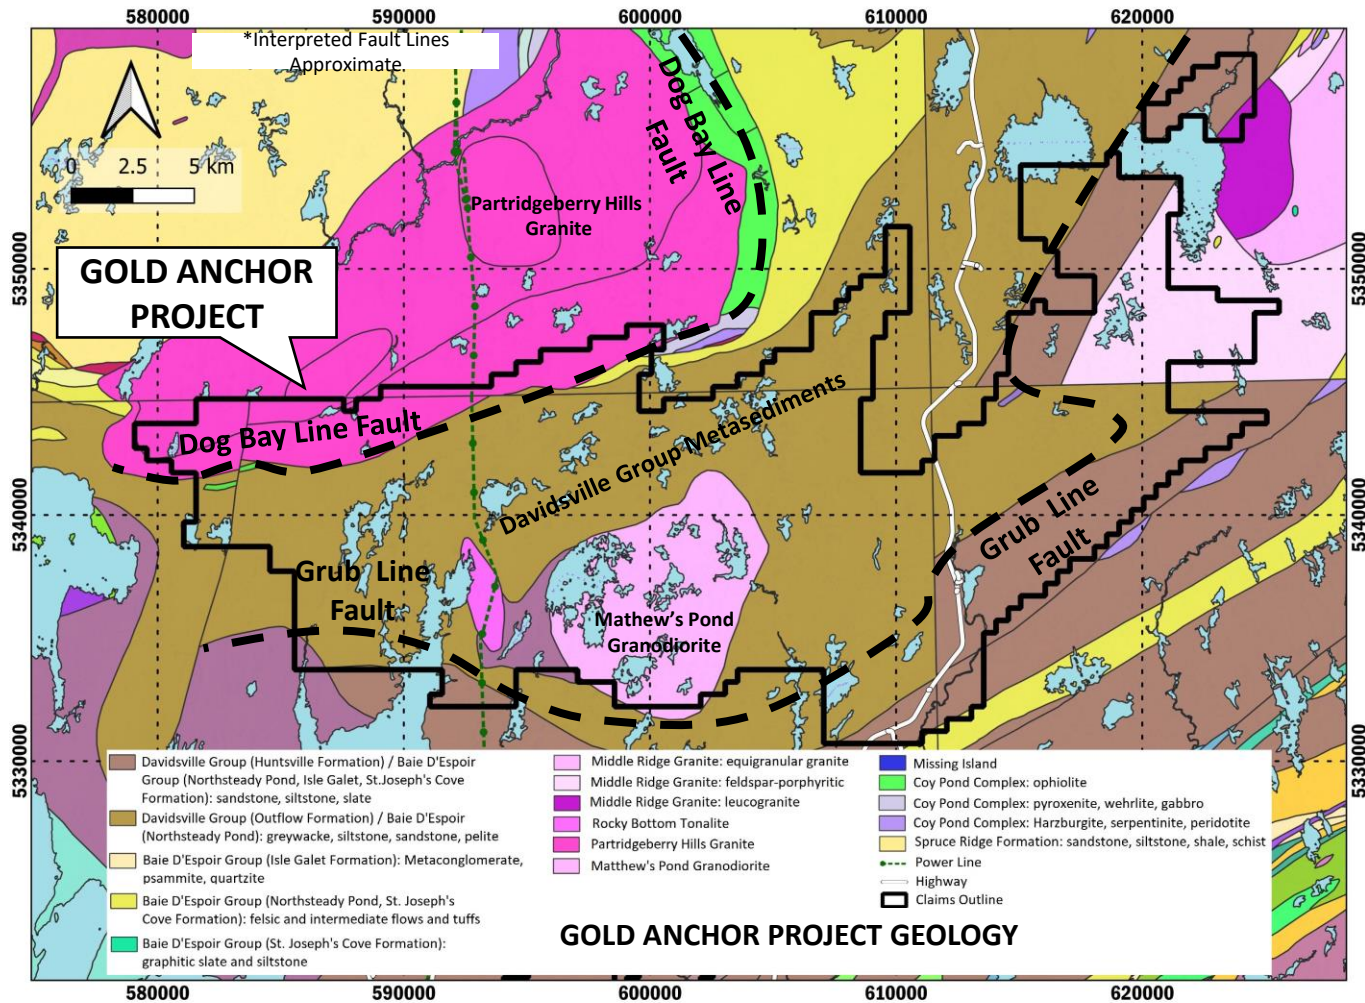 580000
590000
600000
610000
620000
*Interpreted Fault Lines
Approximate.
0 2.5 5 km
Dog Bay Line
Fault
Partridgeberry Hills
Granite
5350000
5350000
GOLD ANCHOR
PROJECT
Dog Bay Line Fault
Davidsville Group Metasediments
5340000
5340000
Grub Line
Fault
Grub Line
Fault
Mathew's Pond
Granodiorite
5330000
5330000
Davidsville Group (Huntsville Formation) / Baie D'Espoir
Group (Northsteady Pond, Isle Galet, St.Joseph's Cove
Formation): sandstone, siltstone, slate
Davidsville Group (Outflow Formation) / Baie D'Espoir
(Northsteady Pond): greywacke, siltstone, sandstone, pelite
Baie D'Espoir Group (Isle Galet Formation): Metaconglomerate,
psammite, quartzite
Baie D'Espoir Group (Northsteady Pond, St. Joseph's
Cove Formation): felsic and intermediate flows and tuffs
Baie D'Espoir Group (St. Joseph's Cove Formation):
graphitic slate and siltstone
Middle Ridge Granite: equigranular granite
Middle Ridge Granite: feldspar-porphyritic
Middle Ridge Granite: leucogranite
Rocky Bottom Tonalite
Partridgeberry Hills Granite
Matthew's Pond Granodiorite
Missing Island
Coy Pond Complex: ophiolite
Coy Pond Complex: pyroxenite, wehrlite, gabbro
Coy Pond Complex: Harzburgite, serpentinite, peridotite
Spruce Ridge Formation: sandstone, siltstone, shale, schist
Power Line
Highway
Claims Outline
GOLD ANCHOR PROJECT GEOLOGY
580000
590000
600000
610000
620000